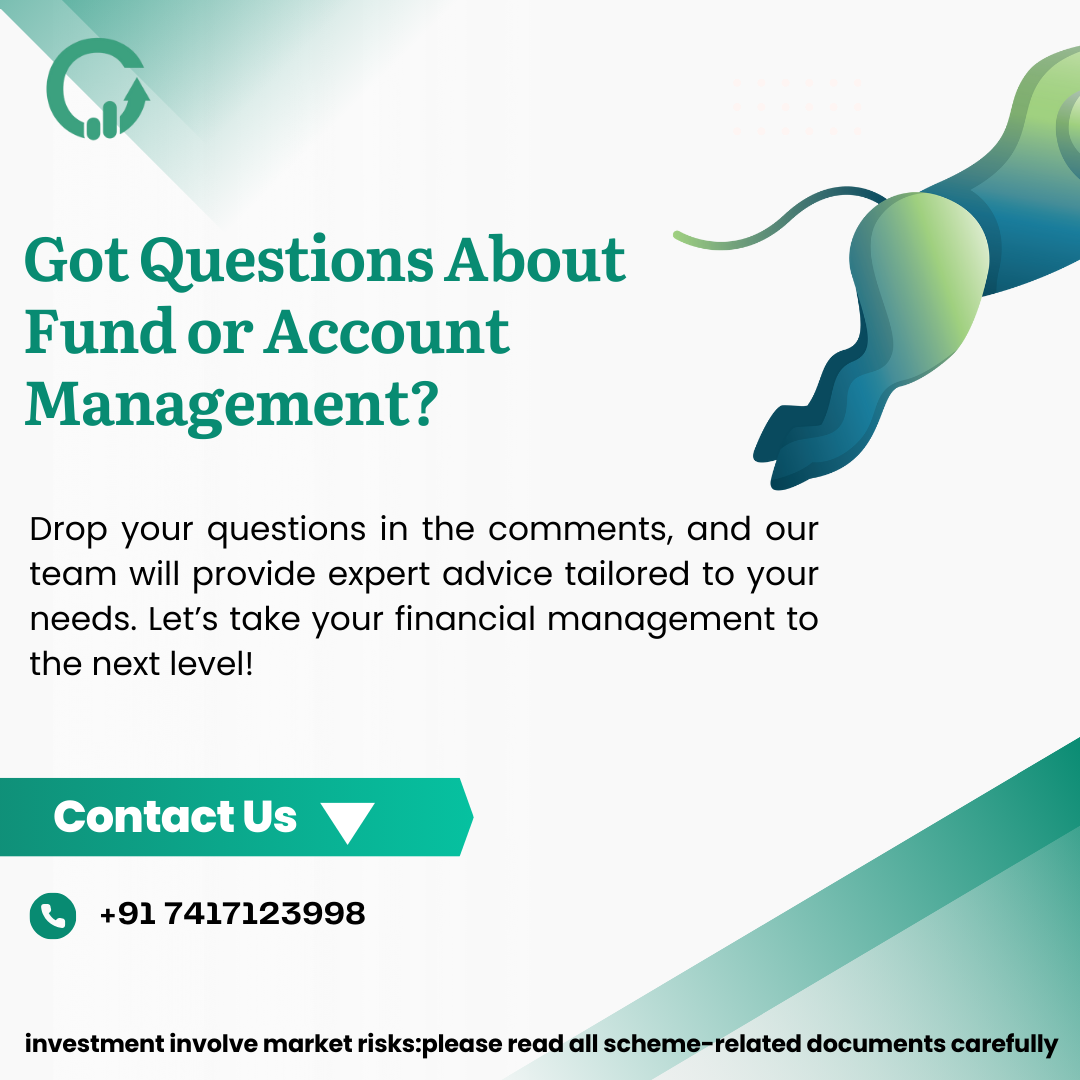 Got Questions About
Fund or Account
Management?
Drop your questions in the comments, and our
team will provide expert advice tailored to your
needs. Let’s take your financial management to
the next level!
Contact Us
+91 7417123998
investment involve market risks:please read all scheme-related documents carefully